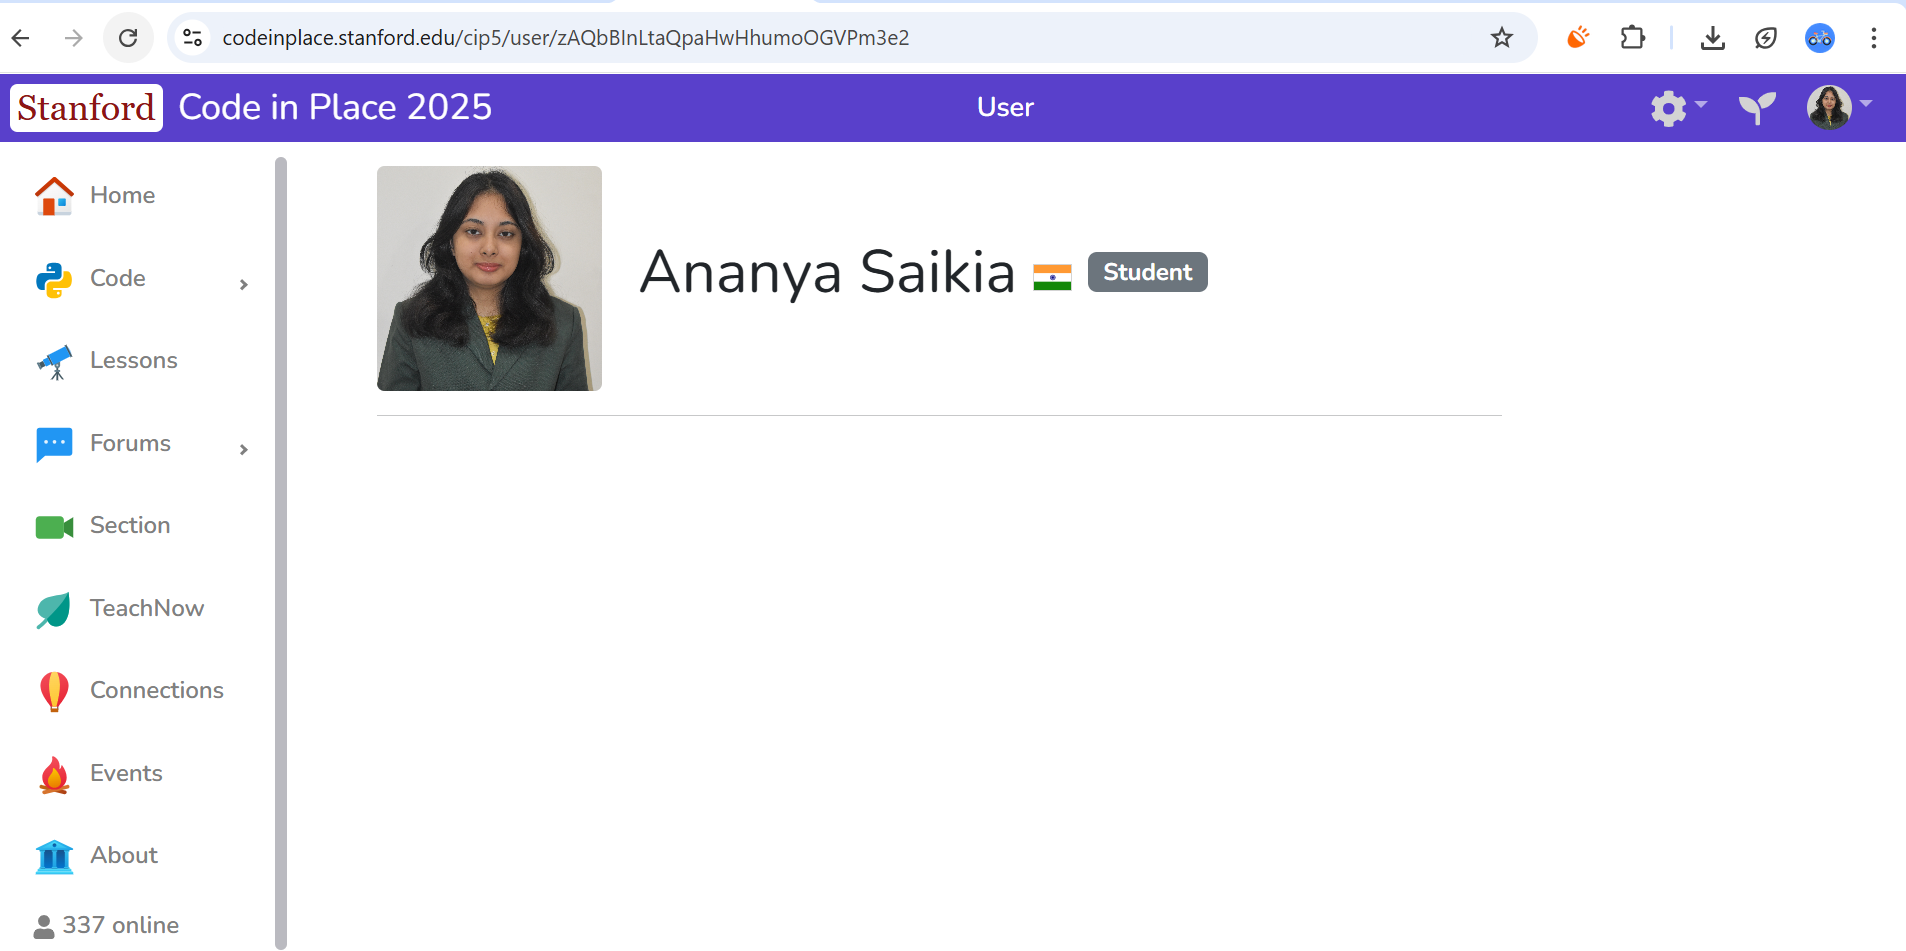 codeinplace.stanford.edu/cip5/user/zAQbBInLtaQpaHwHhumoOGVPm3e2
Stanford Code in Place 2025
User
Home
Code
Lessons
Forums
Section
TeachNow
Connections
Events
About
337 online
Ananya Saikia
Student